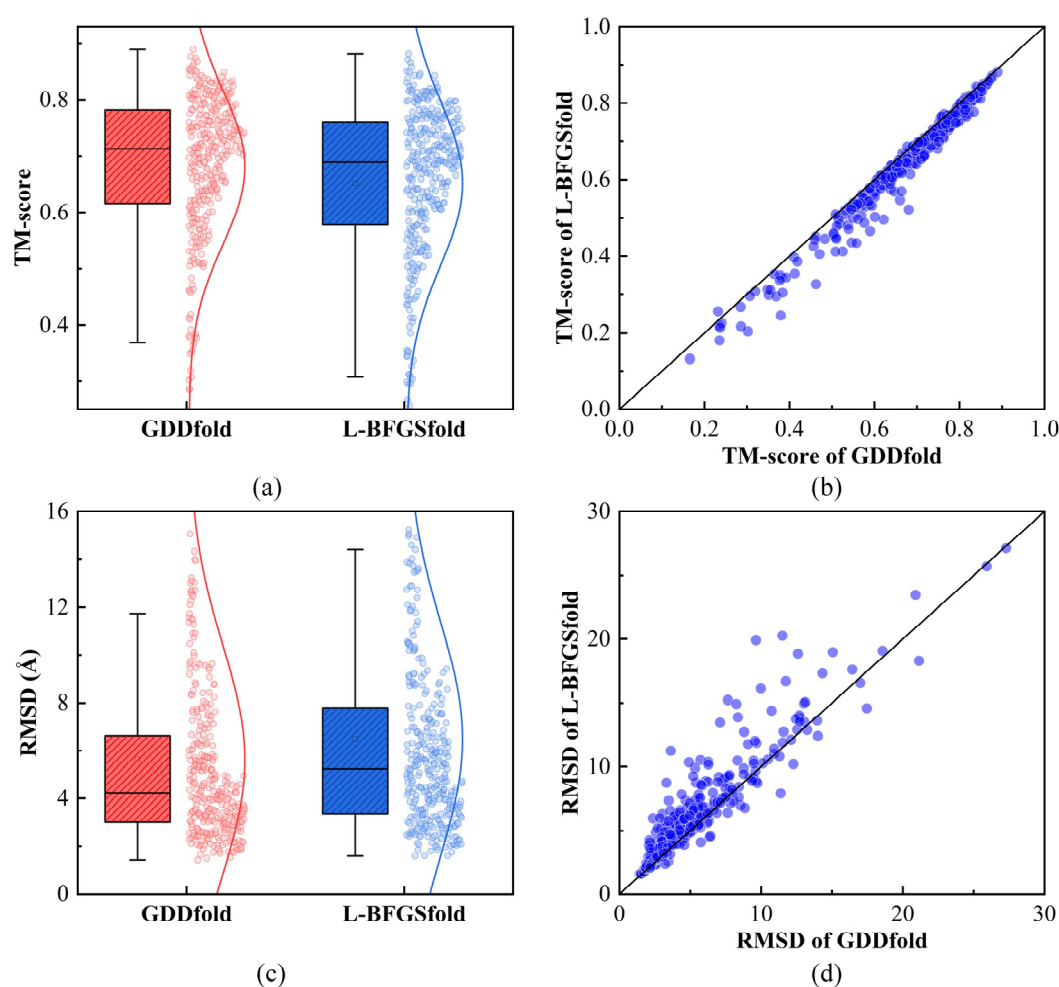 TM-score
0.8
0.6
0.4
GDDfold
L-BFGSfold
(a)
TM-score of L-BFGSfold
1.0
0.8
0.6
0.4
0.2
0.0
0.0
0.2
0.4
0.6
0.8
1.0
TM-score of GDDfold
(b)
RMSD (Å)
16
12
8
4
0
GDDfold
L-BFGSfold
(c)
RMSD of L-BFGSfold
30
20
10
0
0
10
20
30
RMSD of GDDfold
(d)